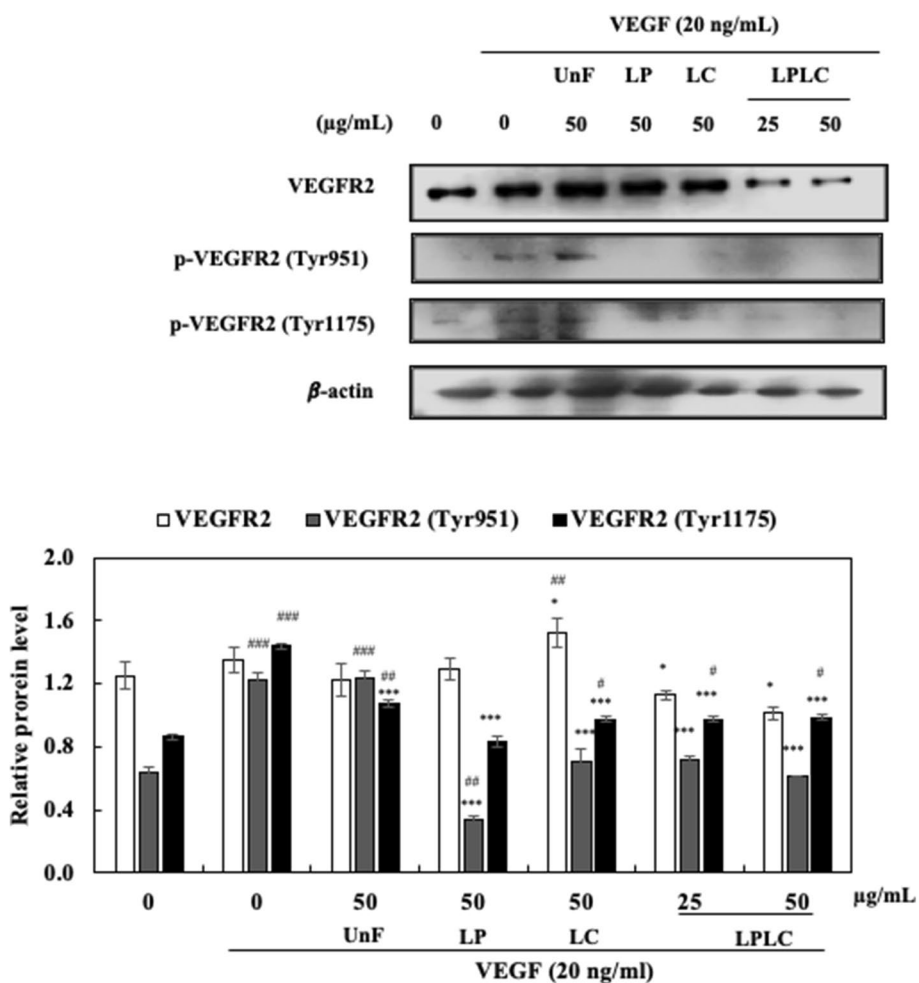 VEGF (20 ng/mL)
UnF LP LC LPLC
(µg/mL) 0 0 50 50 50 25 50
VEGFR2
p-VEGFR2 (Tyr951)
p-VEGFR2 (Tyr1175)
β-actin
VEGFR2 VEGFR2 (Tyr951) VEGFR2 (Tyr1175)
Relative prorein level
2.0
1.6
1.2
0.8
0.4
0.0
### ### ### ## *** ## *** *** ## * *** # *** * *** # *** * *** # ***
0 0 50 50 50 25 50 µg/mL
UnF LP LC LPLC
VEGF (20 ng/ml)